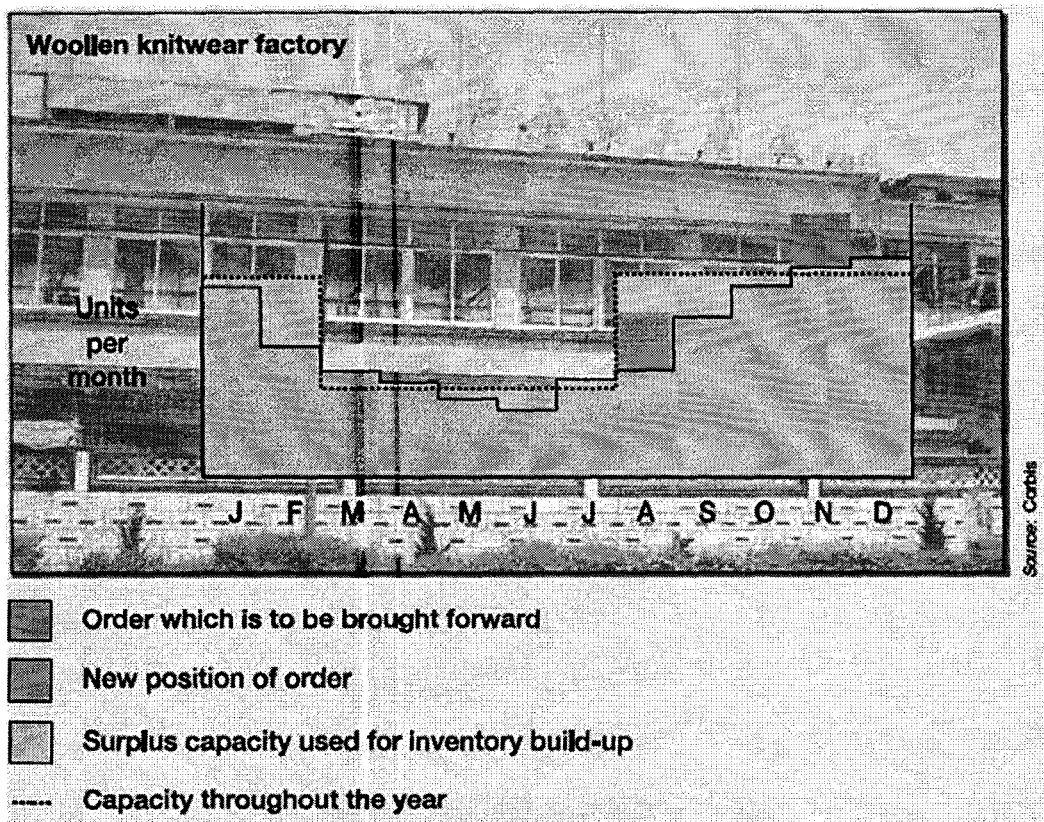 Woollen knitwear factory
Units
per
month
J F M A M J J A S O N D
Source: Corbis
Order which is to be brought forward
New position of order
Surplus capacity used for inventory build-up
Capacity throughout the year